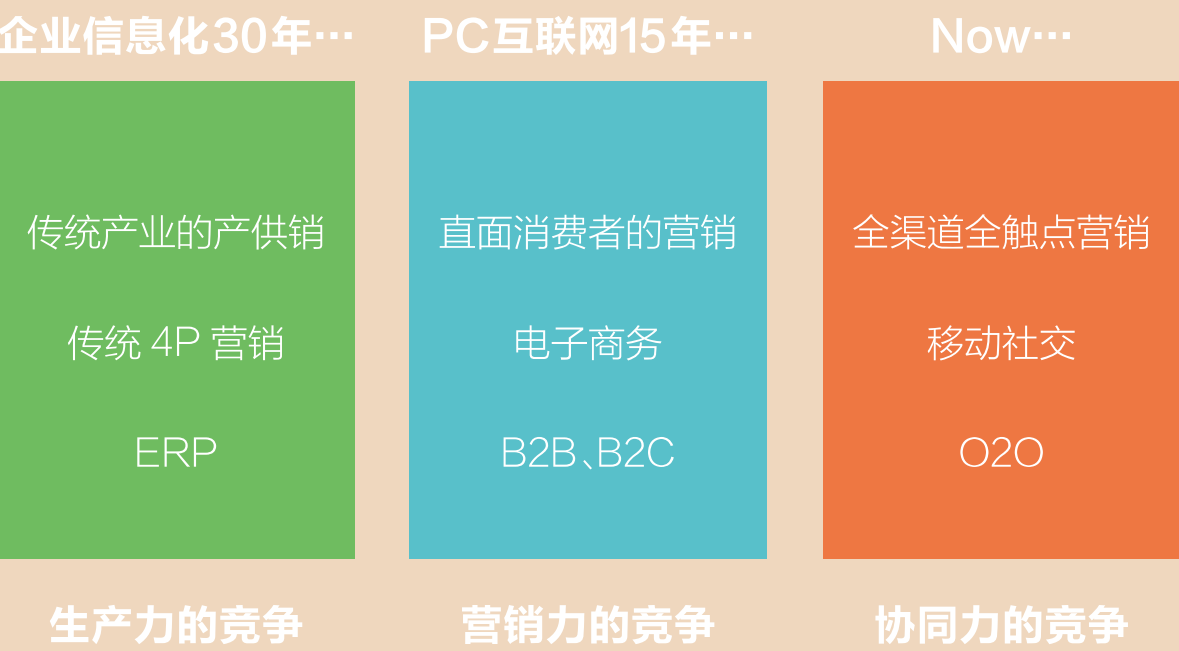 企业信息化30年…
传统产业的产供销
传统 4P 营销
ERP
生产力的竞争
PC互联网15年…
直面消费者的营销
电子商务
B2B、B2C
营销力的竞争
Now…
全渠道全触点营销
移动社交
O2O
协同力的竞争